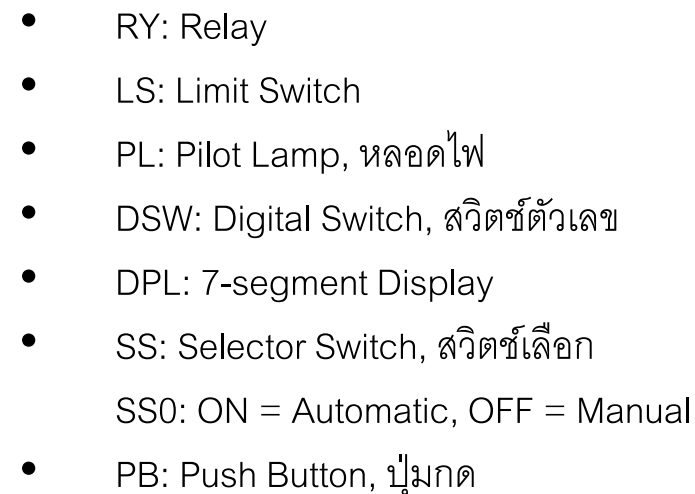 • RY: Relay
• LS: Limit Switch
• PL: Pilot Lamp, หลอดไฟ
• DSW: Digital Switch, สวิตช์ตัวเลข
• DPL: 7-segment Display
• SS: Selector Switch, สวิตช์เลือก
SS0: ON = Automatic, OFF = Manual
• PB: Push Button, ปุ่มกด